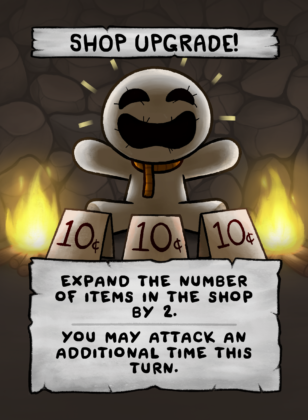 SHOP UPGRADE!
10¢ 10¢ 10¢
EXPAND THE NUMBER
OF ITEMS IN THE SHOP
BY 2.
YOU MAY ATTACK AN
ADDITIONAL TIME THIS
TURN.